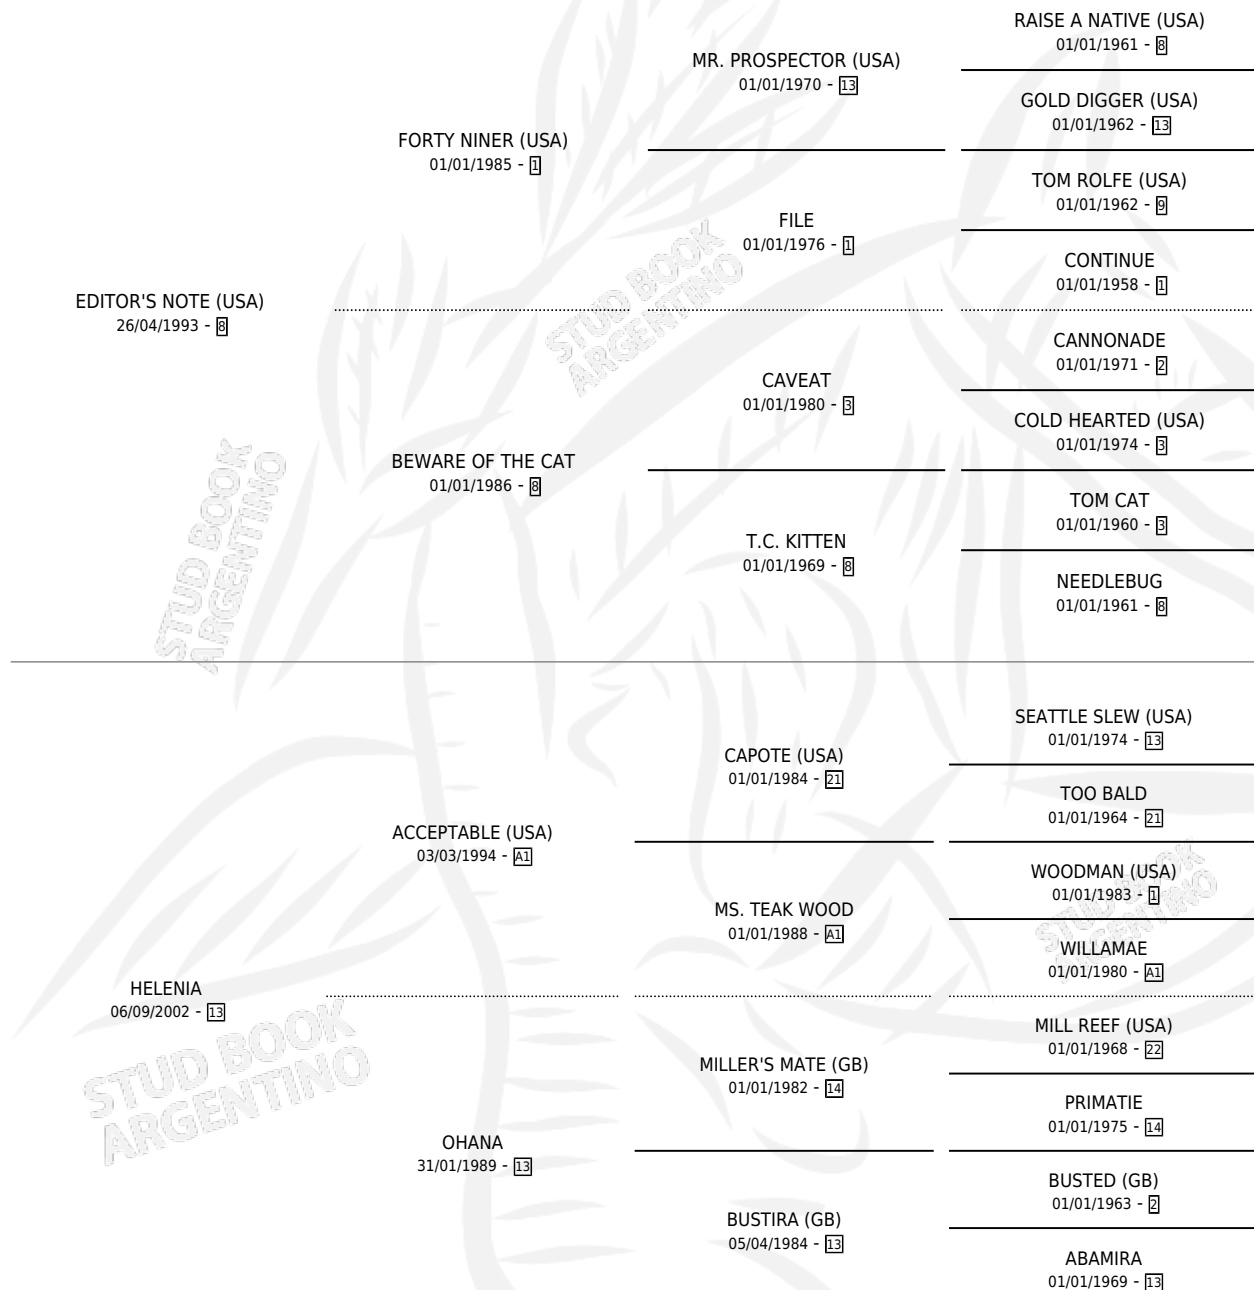 RAISE A NATIVE (USA)
01/01/1961 - 8
MR. PROSPECTOR (USA)
01/01/1970 - 13
GOLD DIGGER (USA)
01/01/1962 - 13
FORTY NINER (USA)
01/01/1985 - 1
TOM ROLFE (USA)
01/01/1962 - 9
FILE
01/01/1976 - 1
CONTINUE
01/01/1958 - 1
EDITOR'S NOTE (USA)
26/04/1993 - 8
CANNONADE
01/01/1971 - 2
CAVEAT
01/01/1980 - 3
COLD HEARTED (USA)
01/01/1974 - 3
BEWARE OF THE CAT
01/01/1986 - 8
TOM CAT
01/01/1960 - 3
T.C. KITTEN
01/01/1969 - 8
NEEDLEBUG
01/01/1961 - 8
STUD BOOK
ARGENTINO
STUD BOOK
ARGENTINO
SEATTLE SLEW (USA)
01/01/1974 - 13
CAPOTE (USA)
01/01/1984 - 21
TOO BALD
01/01/1964 - 21
ACCEPTABLE (USA)
03/03/1994 - A1
WOODMAN (USA)
01/01/1983 - 1
MS. TEAK WOOD
01/01/1988 - A1
WILLAMAE
01/01/1980 - A1
HELENIA
06/09/2002 - 13
MILL REEF (USA)
01/01/1968 - 22
MILLER'S MATE (GB)
01/01/1982 - 14
PRIMATIE
01/01/1975 - 14
OHANA
31/01/1989 - 13
BUSTED (GB)
01/01/1963 - 2
BUSTIRA (GB)
05/04/1984 - 13
ABAMIRA
01/01/1969 - 13
STUD BOOK
ARGENTINO
STUD BOOK
ARGENTINO